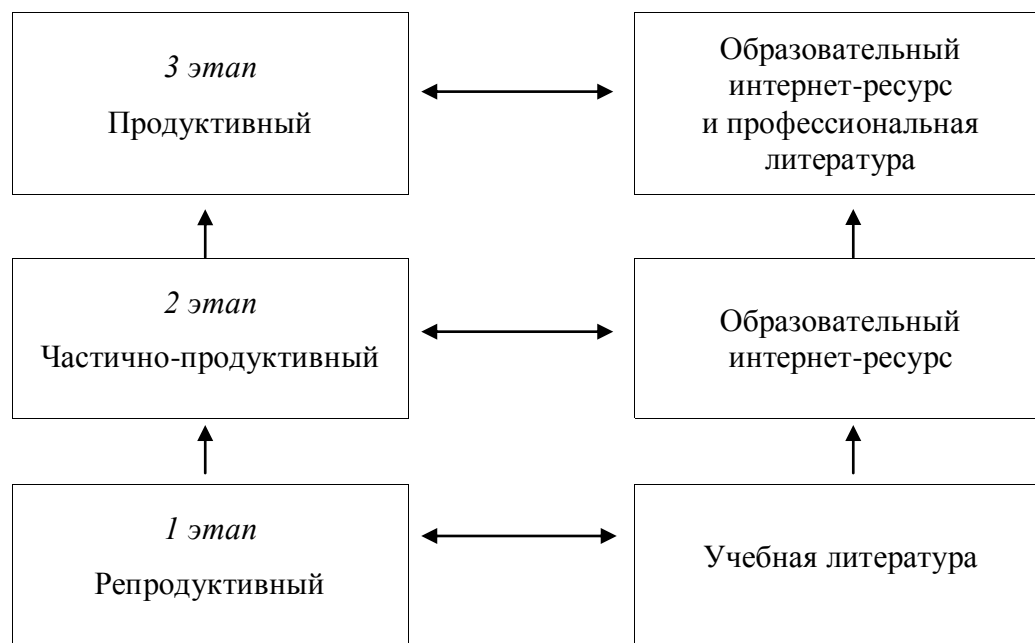 3 этап
Продуктивный
Образовательный
интернет-ресурс
и профессиональная
литература
2 этап
Частично-продуктивный
Образовательный
интернет-ресурс
1 этап
Репродуктивный
Учебная литература